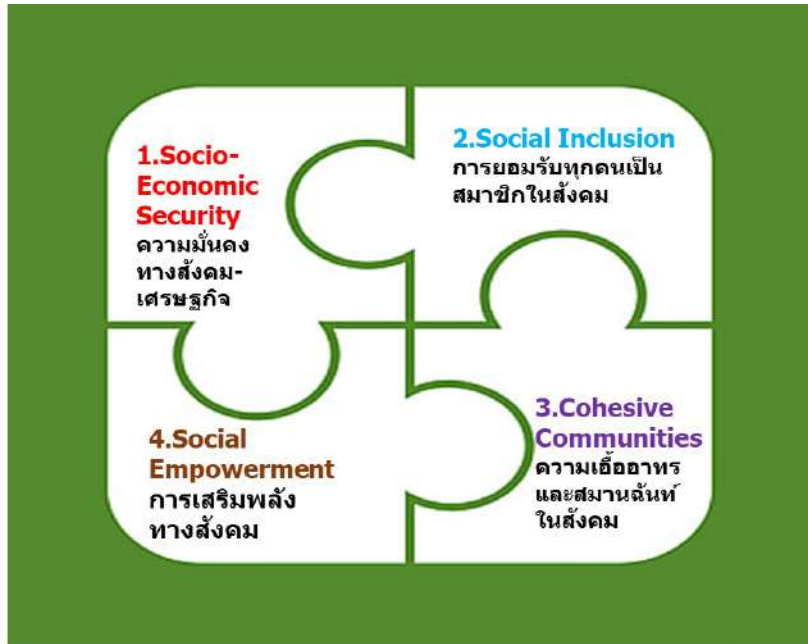 1.Socio-
Economic
Security
ความมั่นคง
ทางสังคม-
เศรษฐกิจ
2.Social Inclusion
การยอมรับทุกคนเป็น
สมาชิกในสังคม
3.Cohesive
Communities
ความเอื้ออาทร
และสมานฉันท์
ในสังคม
4.Social
Empowerment
การเสริมพลัง
ทางสังคม